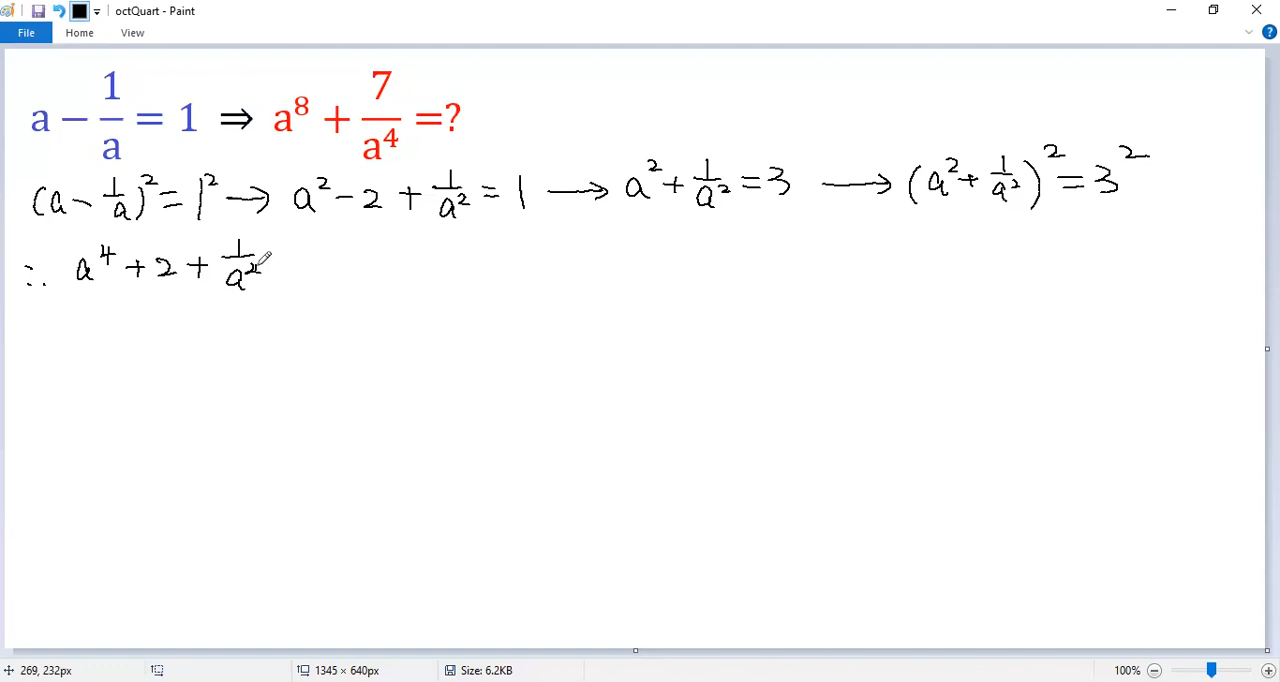 octQuart - Paint
File Home View
a − 1/a = 1 ⇒ a⁸ + 7/a⁴ =?
(a − 1/a)² = 1² → a² − 2 + 1/a² = 1 → a² + 1/a² = 3 → (a² + 1/a²)² = 3²
∴ a⁴ + 2 + 1/a²
269, 232px 1345 × 640px Size: 6.2KB 100%